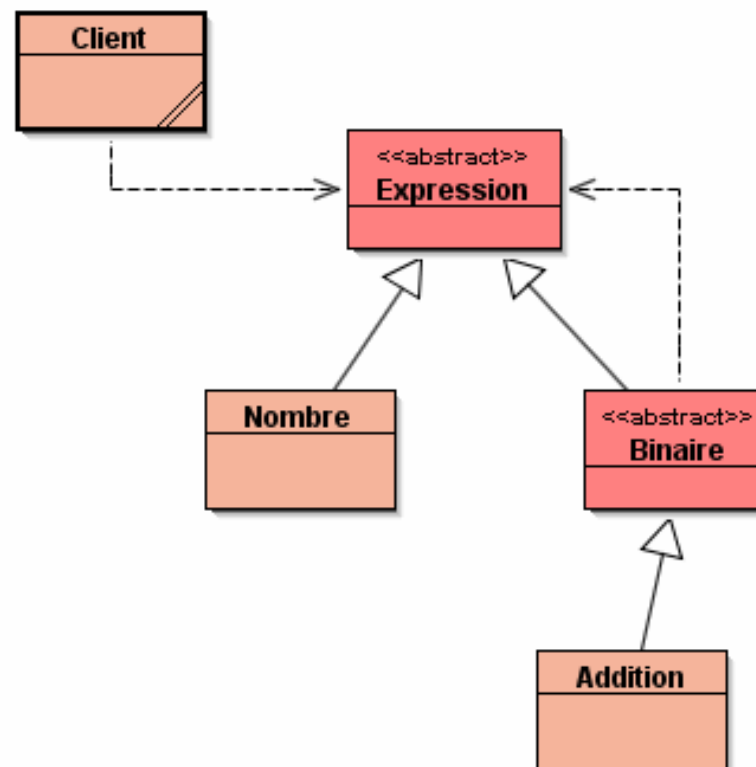 Client
<<abstract>>
Expression
Nombre
<<abstract>>
Binaire
Addition